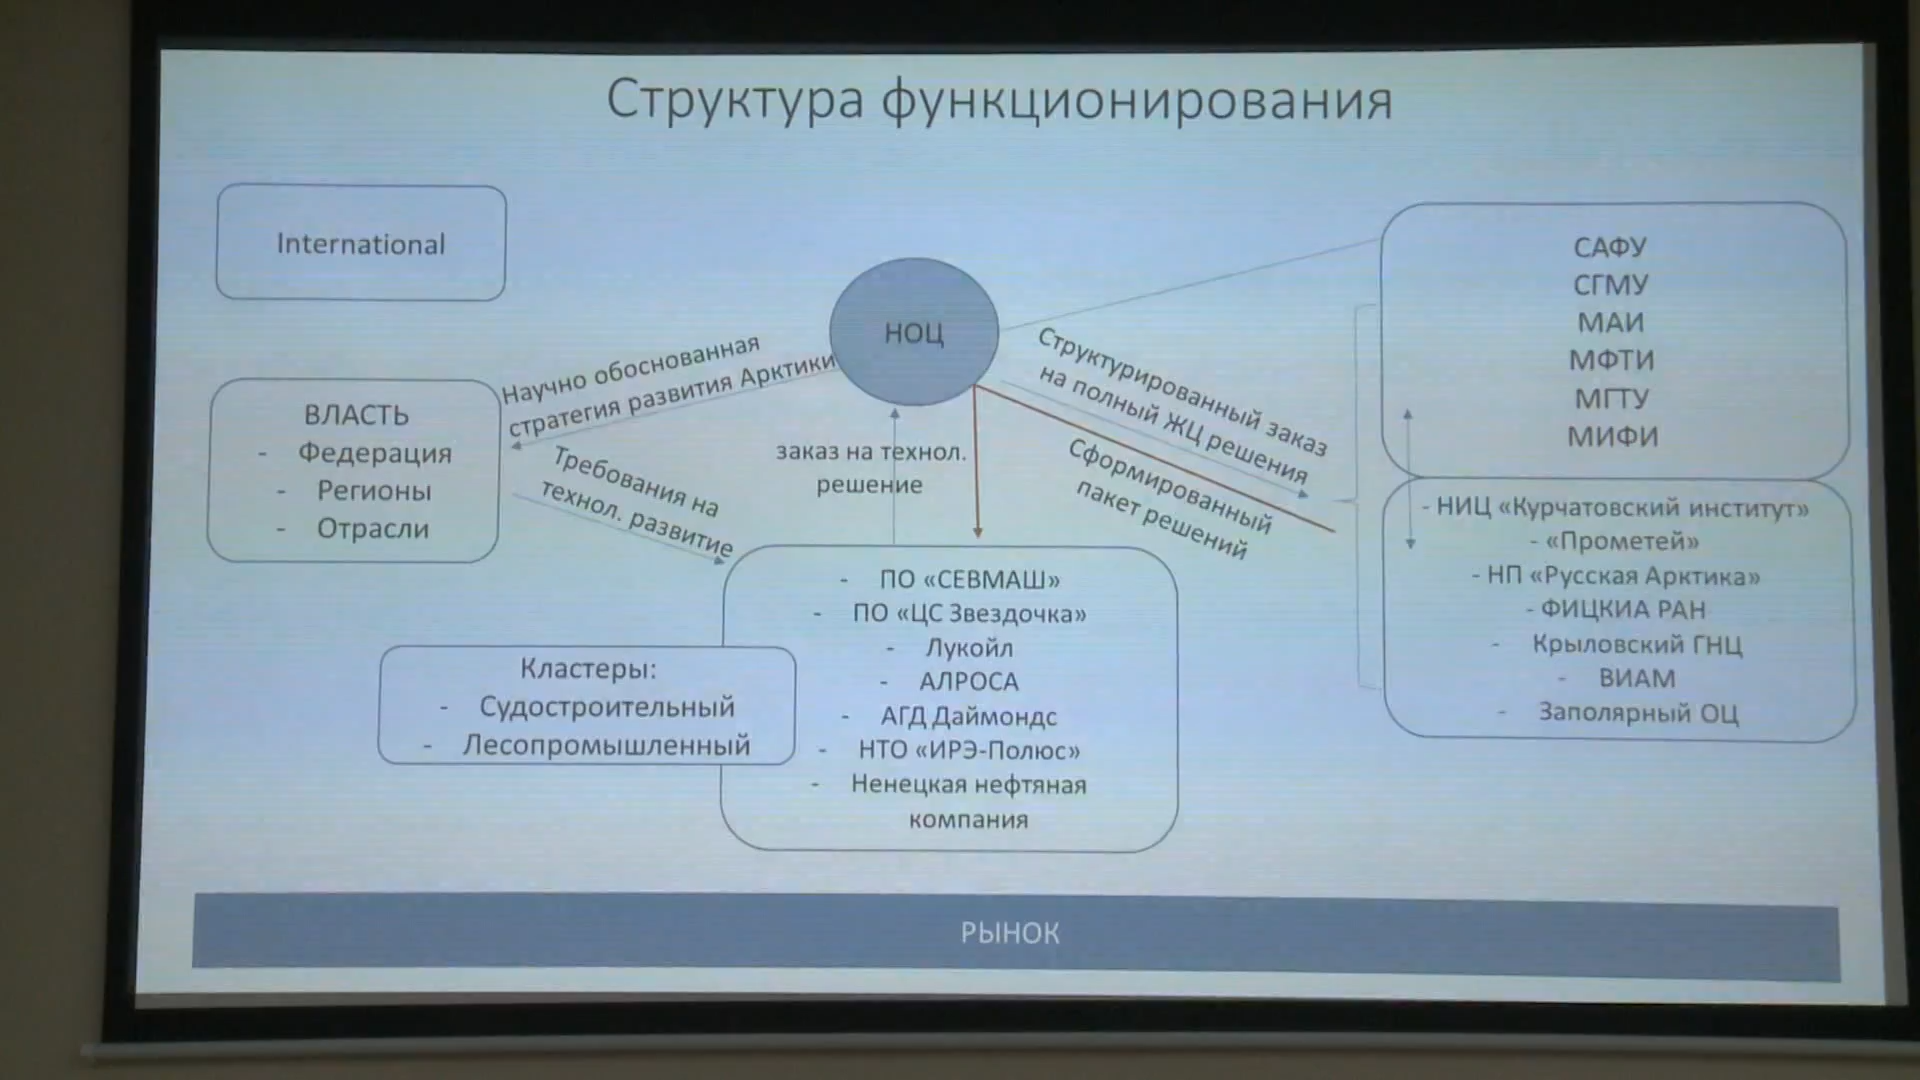 Структура функционирования
International
НОЦ
Научно обоснованная
стратегия развития Арктики
ВЛАСТЬ
- Федерация
- Регионы
- Отрасли
Требования на
технол. развитие
заказ на технол.
решение
Структурированный заказ
на полный ЖЦ решения
Сформированный
пакет решений
САФУ
СГМУ
МАИ
МФТИ
МГТУ
МИФИ
- НИЦ «Курчатовский институт»
- «Прометей»
- НП «Русская Арктика»
- ФИЦКИА РАН
- Крыловский ГНЦ
- ВИАМ
- Заполярный ОЦ
- ПО «СЕВМАШ»
- ПО «ЦС Звездочка»
- Лукойл
- АЛРОСА
- АГД Даймондс
- НТО «ИРЭ-Полюс»
- Ненецкая нефтяная
компания
Кластеры:
- Судостроительный
- Лесопромышленный
РЫНОК